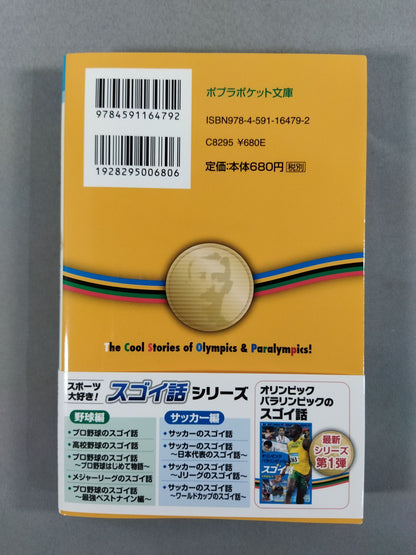 ポプラポケット文庫
9784591164792
ISBN978-4-591-16479-2
C8295 ¥680E
定価:本体680円 税別
1928295006806
The Cool Stories of Olympics & Paralympics!
スポーツ
大好き! スゴイ話 シリーズ
野球編
プロ野球のスゴイ話
高校野球のスゴイ話
プロ野球のスゴイ話
〜プロ野球はじめて物語〜
メジャーリーグのスゴイ話
プロ野球のスゴイ話
〜最強ベストナイン編〜
サッカー編
サッカーのスゴイ話
サッカーのスゴイ話
〜日本代表のスゴイ話〜
サッカーのスゴイ話
〜Jリーグのスゴイ話〜
サッカーのスゴイ話
〜ワールドカップのスゴイ話〜
オリンピック
パラリンピックの
スゴイ話
最新
シリーズ
第1弾
スゴイ話